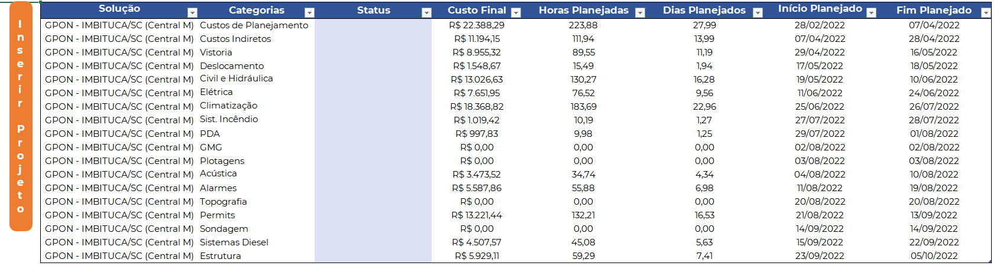 Inserir Projeto
Solução Categorias Status Custo Final Horas Planejadas Dias Planejados Início Planejado Fim Planejado
GPON - IMBITUCA/SC (Central M) Custos de Planejamento R$ 22.388,29 223,88 27,99 28/02/2022 07/04/2022
GPON - IMBITUCA/SC (Central M) Custos Indiretos R$ 11.194,15 111,94 13,99 07/04/2022 28/04/2022
GPON - IMBITUCA/SC (Central M) Vistoria R$ 8.955,32 89,55 11,19 29/04/2022 16/05/2022
GPON - IMBITUCA/SC (Central M) Deslocamento R$ 1.548,67 15,49 1,94 17/05/2022 18/05/2022
GPON - IMBITUCA/SC (Central M) Civil e Hidráulica R$ 13.026,63 130,27 16,28 19/05/2022 10/06/2022
GPON - IMBITUCA/SC (Central M) Elétrica R$ 7.651,95 76,52 9,56 11/06/2022 24/06/2022
GPON - IMBITUCA/SC (Central M) Climatização R$ 18.368,82 183,69 22,96 25/06/2022 26/07/2022
GPON - IMBITUCA/SC (Central M) Sist. Incêndio R$ 1.019,42 10,19 1,27 27/07/2022 28/07/2022
GPON - IMBITUCA/SC (Central M) PDA R$ 997,83 9,98 1,25 29/07/2022 01/08/2022
GPON - IMBITUCA/SC (Central M) GMG R$ 0,00 0,00 0,00 02/08/2022 02/08/2022
GPON - IMBITUCA/SC (Central M) Plotagens R$ 0,00 0,00 0,00 03/08/2022 03/08/2022
GPON - IMBITUCA/SC (Central M) Acústica R$ 3.473,52 34,74 4,34 04/08/2022 10/08/2022
GPON - IMBITUCA/SC (Central M) Alarmes R$ 5.587,86 55,88 6,98 11/08/2022 19/08/2022
GPON - IMBITUCA/SC (Central M) Topografia R$ 0,00 0,00 0,00 20/08/2022 20/08/2022
GPON - IMBITUCA/SC (Central M) Permits R$ 13.221,44 132,21 16,53 21/08/2022 13/09/2022
GPON - IMBITUCA/SC (Central M) Sondagem R$ 0,00 0,00 0,00 14/09/2022 14/09/2022
GPON - IMBITUCA/SC (Central M) Sistemas Diesel R$ 4.507,57 45,08 5,63 15/09/2022 22/09/2022
GPON - IMBITUCA/SC (Central M) Estrutura R$ 5.929,11 59,29 7,41 23/09/2022 05/10/2022